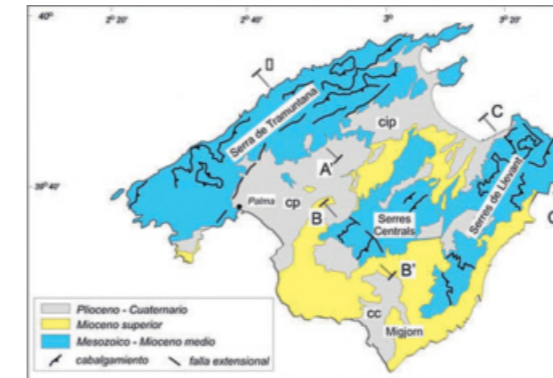 40°
2° 20'
2° 40'
3°
3° 20'
39° 40'
Serra de Tramuntana
C
cip
A'
Palma
cp
B
Serres
Centrals
Serres de Llevant
B'
cc
Migjorn
Plioceno - Cuaternario
Mioceno superior
Mesozoico - Mioceno medio
cabalgamiento
falla extensional